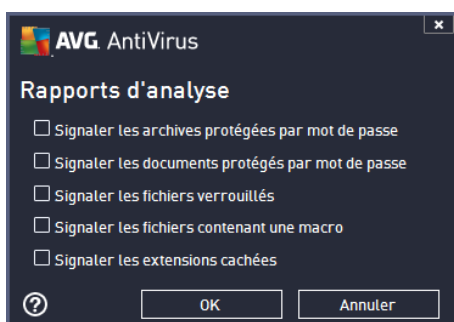 AVG. AntiVirus
Rapports d'analyse
Signaler les archives protégées par mot de passe
Signaler les documents protégés par mot de passe
Signaler les fichiers verrouillés
Signaler les fichiers contenant une macro
Signaler les extensions cachées
? OK Annuler